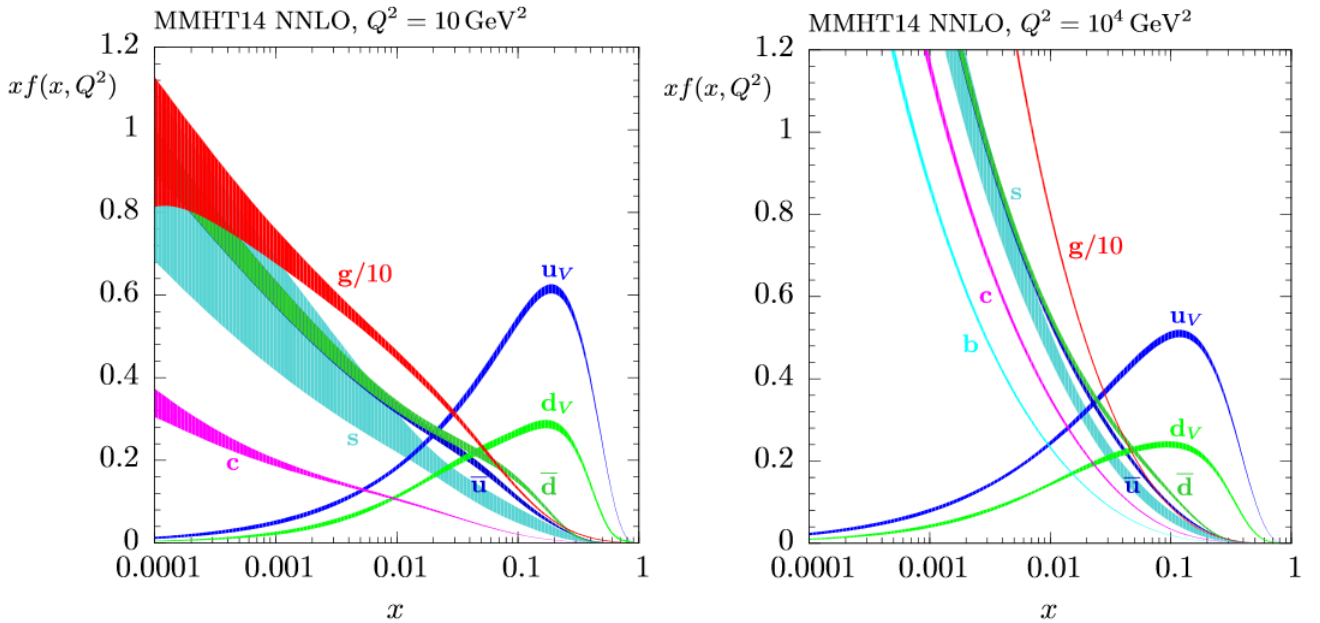 MMHT14 NNLO, Q² = 10 GeV²
xf(x, Q²)
1.2
1
0.8
0.6
0.4
0.2
0
g/10
u_V
d_V
s
c
u̅
d̅
0.0001
0.001
0.01
0.1
1
x
MMHT14 NNLO, Q² = 10⁴ GeV²
xf(x, Q²)
1.2
1
0.8
0.6
0.4
0.2
0
s
g/10
c
b
u_V
d_V
u̅
d̅
0.0001
0.001
0.01
0.1
1
x